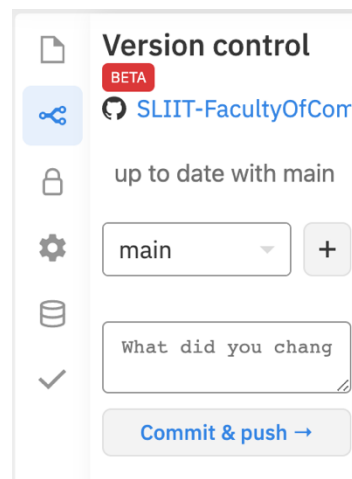 Version control
BETA
SLIIT-FacultyOfCom
up to date with main
main
+
What did you chang
Commit & push →